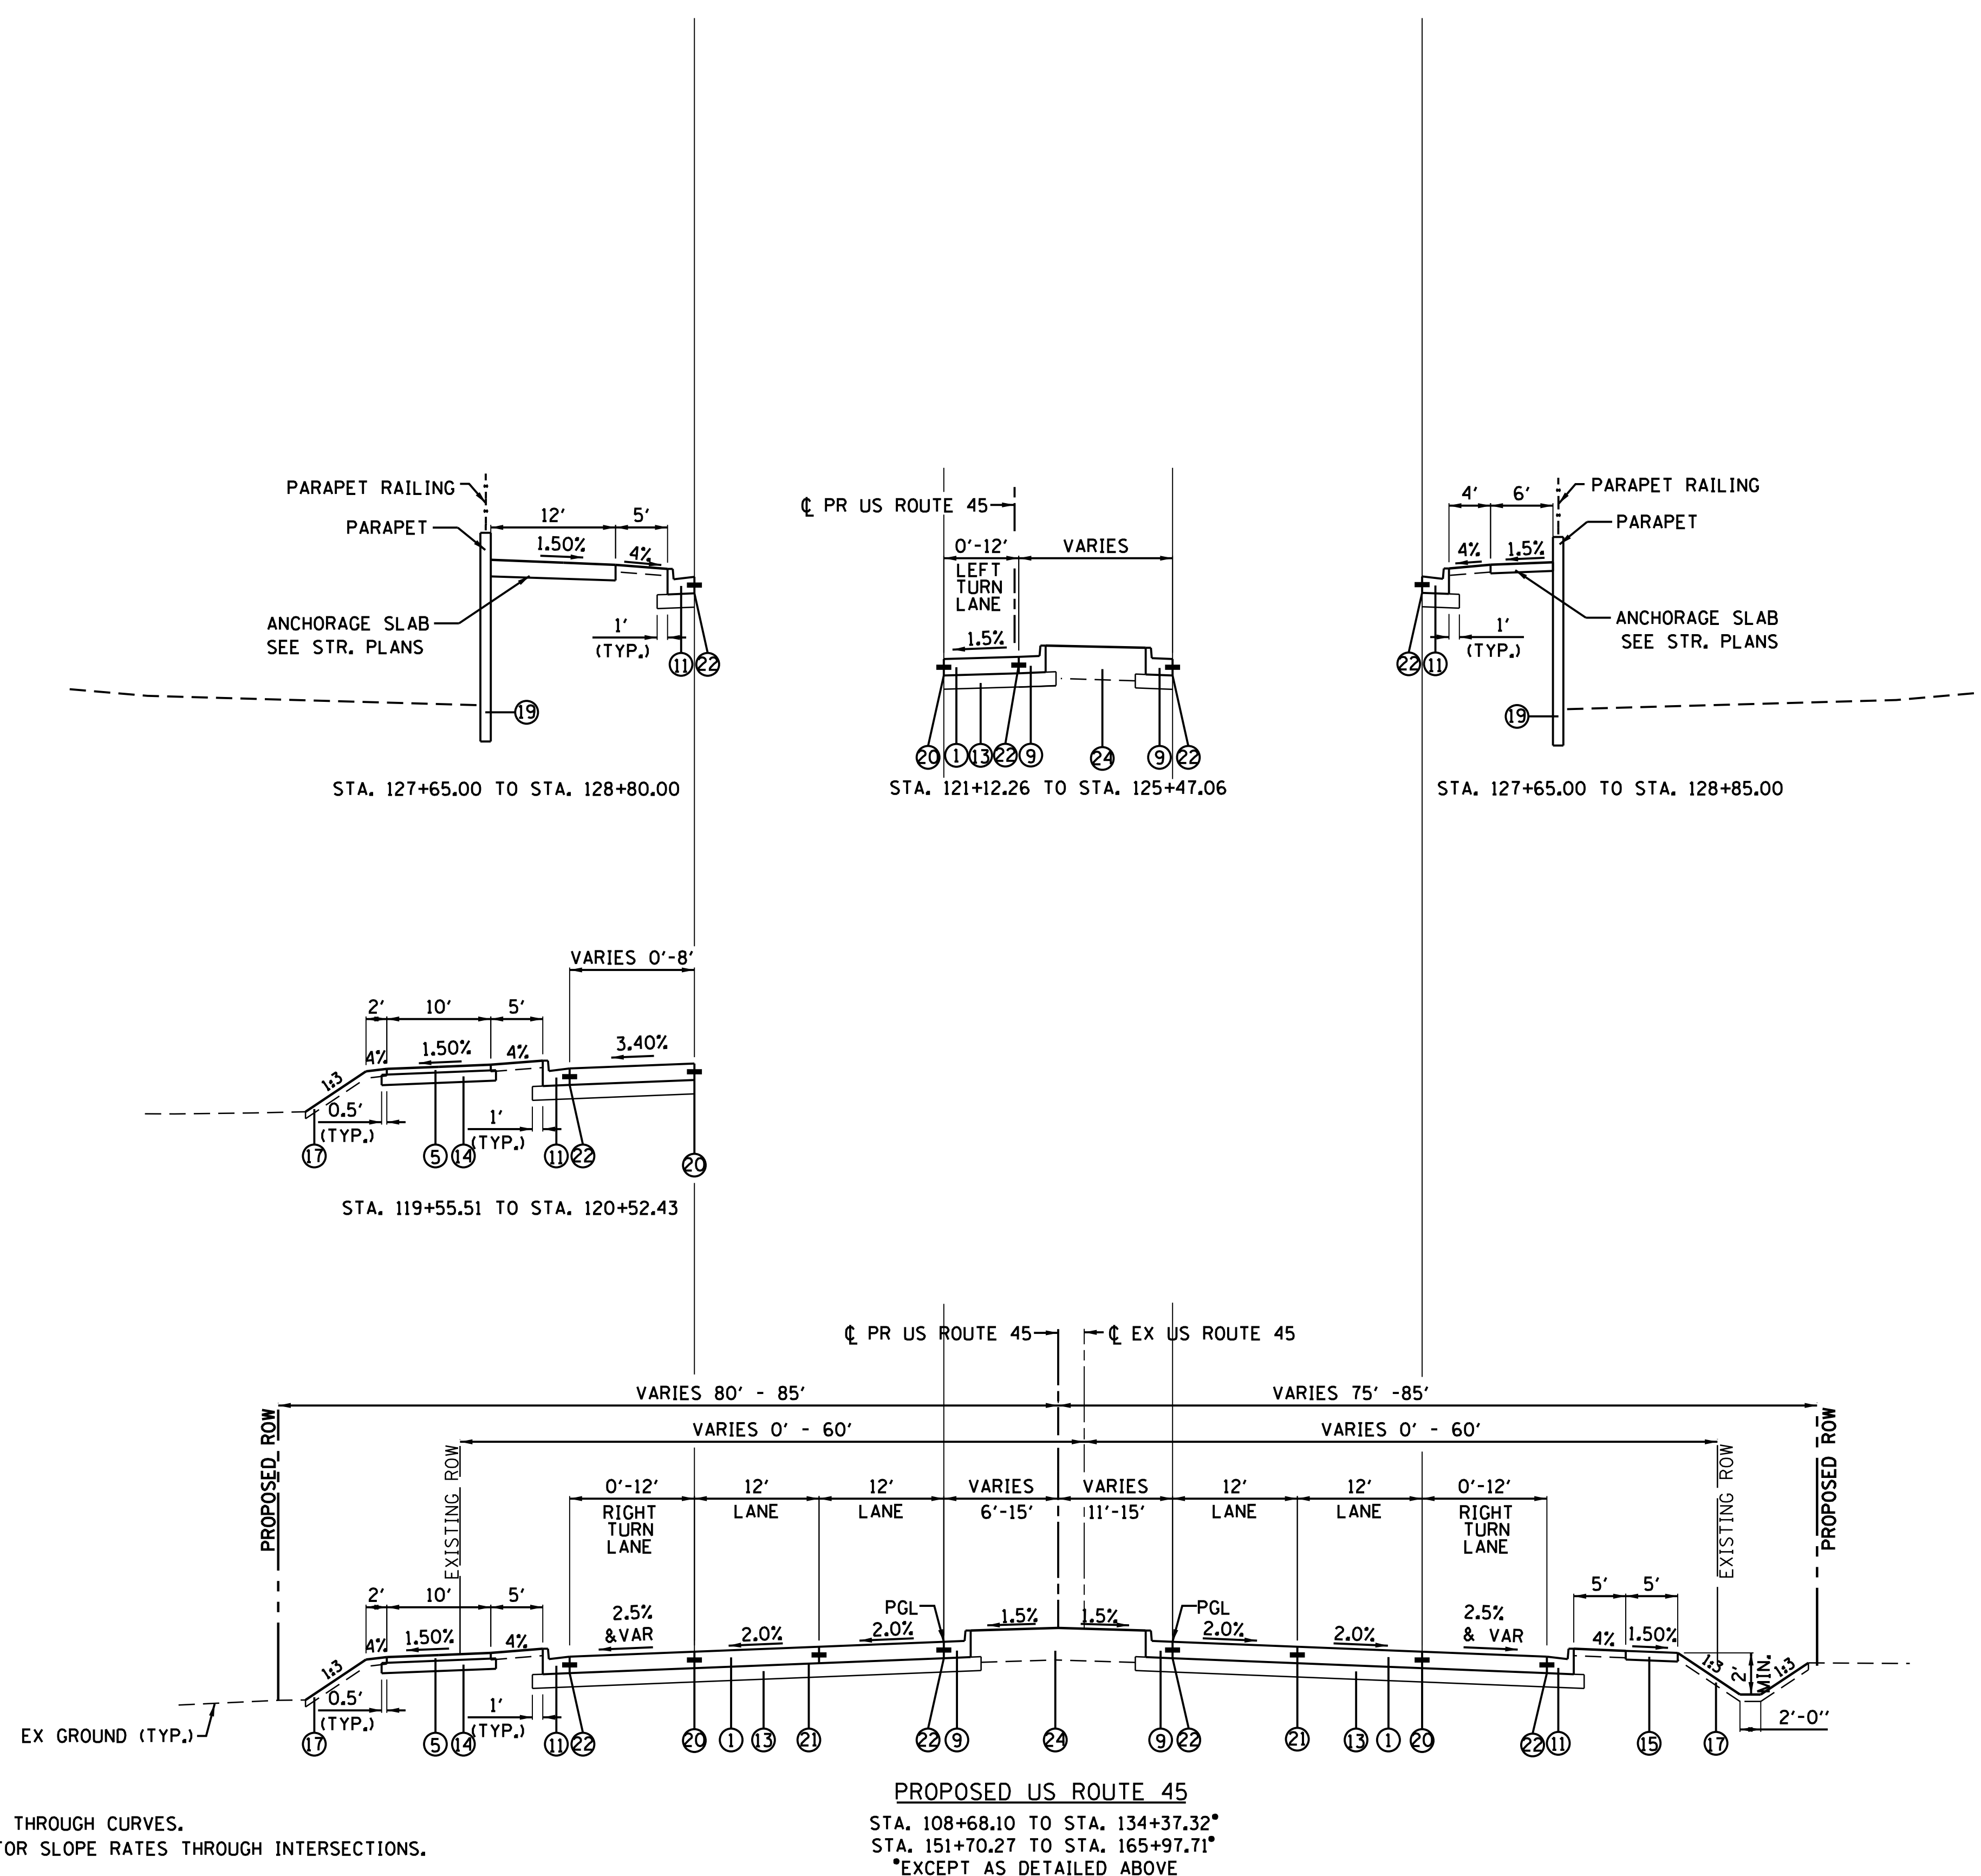 PARAPET RAILING
PARAPET
12'
5'
1.50%
4%
ANCHORAGE SLAB
SEE STR. PLANS
1'
(TYP.)
11
22
19
STA. 127+65.00 TO STA. 128+80.00
℄ PR US ROUTE 45
0'-12'
VARIES
LEFT
TURN
LANE
1.5%
20
1
13
22
9
24
9
22
STA. 121+12.26 TO STA. 125+47.06
4'
6'
PARAPET RAILING
PARAPET
4%
1.5%
ANCHORAGE SLAB
SEE STR. PLANS
1'
(TYP.)
22
11
19
STA. 127+65.00 TO STA. 128+85.00
VARIES 0'-8'
2'
10'
5'
4%
1.50%
4%
3.40%
1:3
0.5'
(TYP.)
1'
(TYP.)
17
5
14
11
22
20
STA. 119+55.51 TO STA. 120+52.43
℄ PR US ROUTE 45
℄ EX US ROUTE 45
VARIES 80' - 85'
VARIES 75' -85'
VARIES 0' - 60'
VARIES 0' - 60'
PROPOSED ROW
EXISTING ROW
EXISTING ROW
PROPOSED ROW
0'-12'
RIGHT
TURN
LANE
12'
LANE
12'
LANE
VARIES
6'-15'
VARIES
11'-15'
12'
LANE
12'
LANE
0'-12'
RIGHT
TURN
LANE
2'
10'
5'
4%
1.50%
4%
2.5%
&VAR
2.0%
2.0%
PGL
1.5%
1.5%
PGL
2.0%
2.0%
2.5%
& VAR
5'
5'
4%
1.50%
1:3
2'
MIN.
1:3
2'-0''
1:3
0.5'
(TYP.)
1'
(TYP.)
EX GROUND (TYP.)
17
5
14
11
22
20
1
13
21
22
9
24
9
22
21
13
1
20
22
11
15
17
PROPOSED US ROUTE 45
STA. 108+68.10 TO STA. 134+37.32*
STA. 151+70.27 TO STA. 165+97.71*
*EXCEPT AS DETAILED ABOVE
THROUGH CURVES.
FOR SLOPE RATES THROUGH INTERSECTIONS.